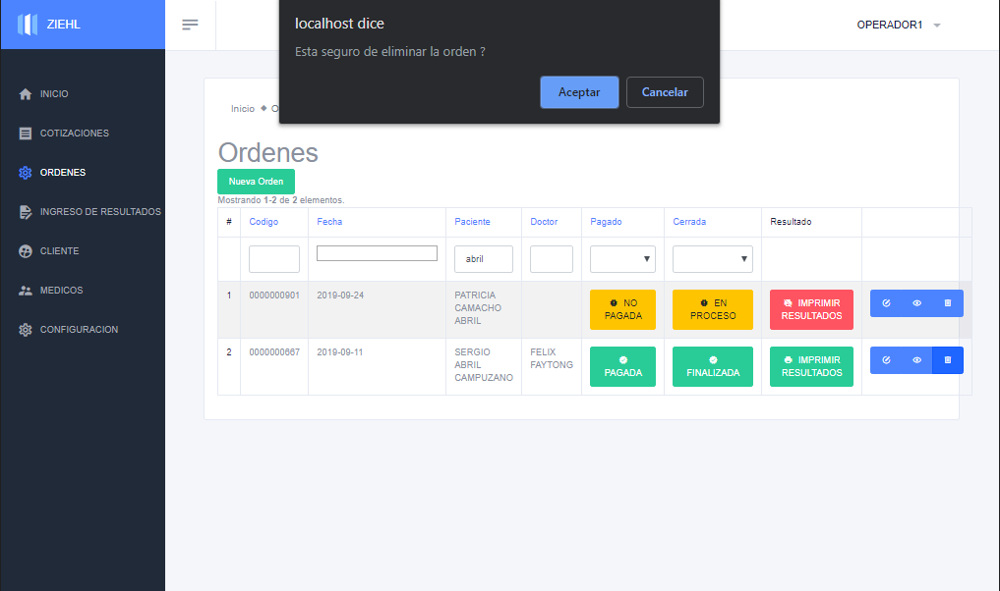 ZIEHL
localhost dice
Esta seguro de eliminar la orden ?
Aceptar
Cancelar
OPERADOR1
INICIO
COTIZACIONES
ORDENES
INGRESO DE RESULTADOS
CLIENTE
MEDICOS
CONFIGURACION
Inicio
Ordenes
Nueva Orden
Mostrando 1-2 de 2 elementos.
# Codigo Fecha Paciente Doctor Pagado Cerrada Resultado
abril
1 0000000901 2019-09-24 PATRICIA CAMACHO ABRIL NO PAGADA EN PROCESO IMPRIMIR RESULTADOS
2 0000000667 2019-09-11 SERGIO ABRIL CAMPUZANO FELIX FAYTONG PAGADA FINALIZADA IMPRIMIR RESULTADOS